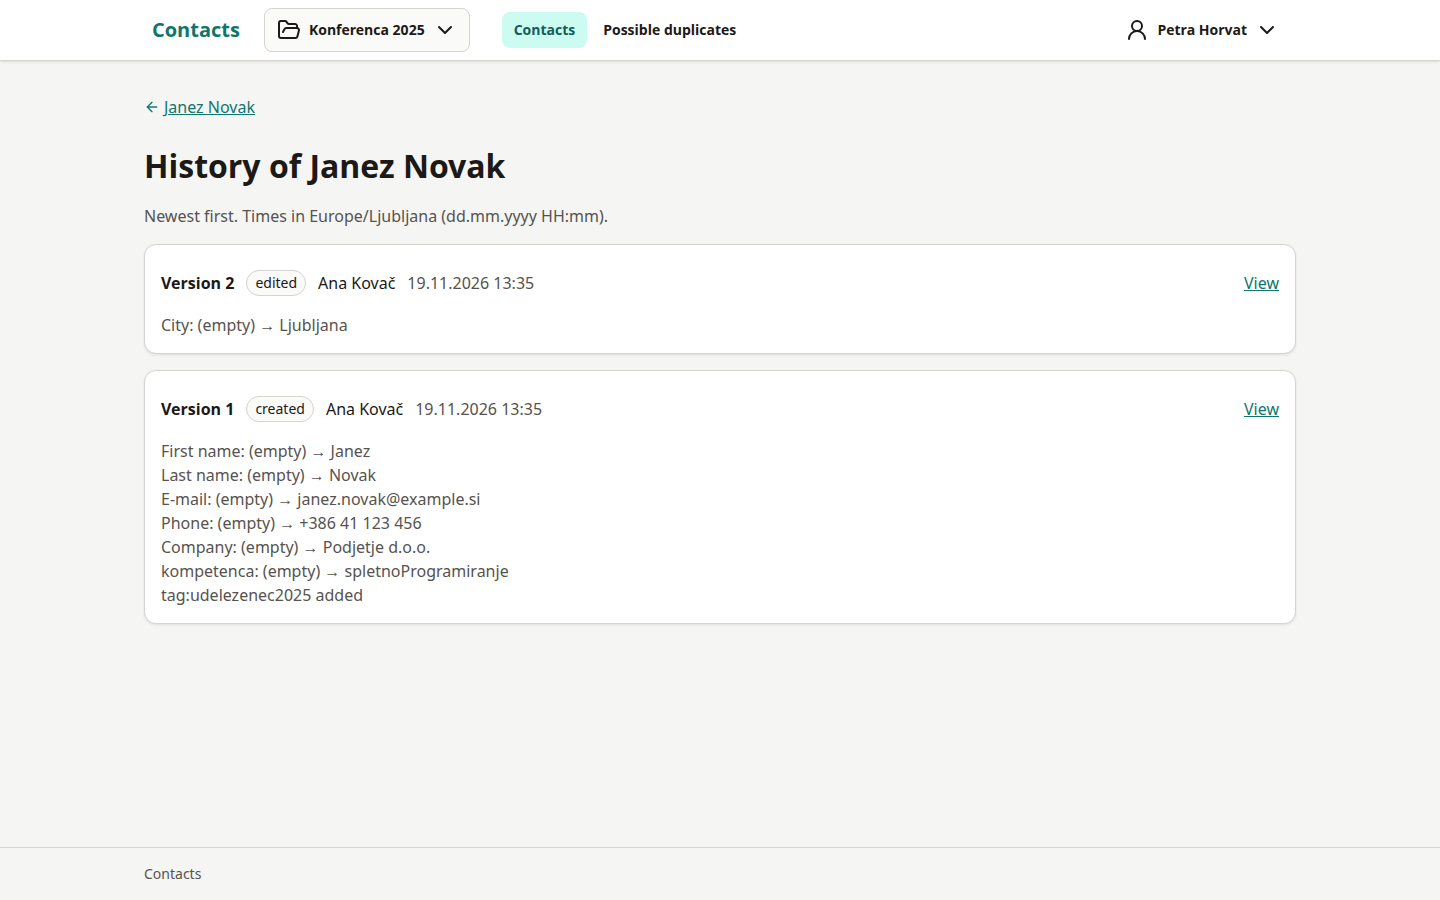 Contacts
Konferenca 2025
Contacts
Possible duplicates
Petra Horvat
← Janez Novak
History of Janez Novak
Newest first. Times in Europe/Ljubljana (dd.mm.yyyy HH:mm).
Version 2 edited Ana Kovač 19.11.2026 13:35 View
City: (empty) → Ljubljana
Version 1 created Ana Kovač 19.11.2026 13:35 View
First name: (empty) → Janez
Last name: (empty) → Novak
E-mail: (empty) → janez.novak@example.si
Phone: (empty) → +386 41 123 456
Company: (empty) → Podjetje d.o.o.
kompetenca: (empty) → spletnoProgramiranje
tag:udelezenec2025 added
Contacts